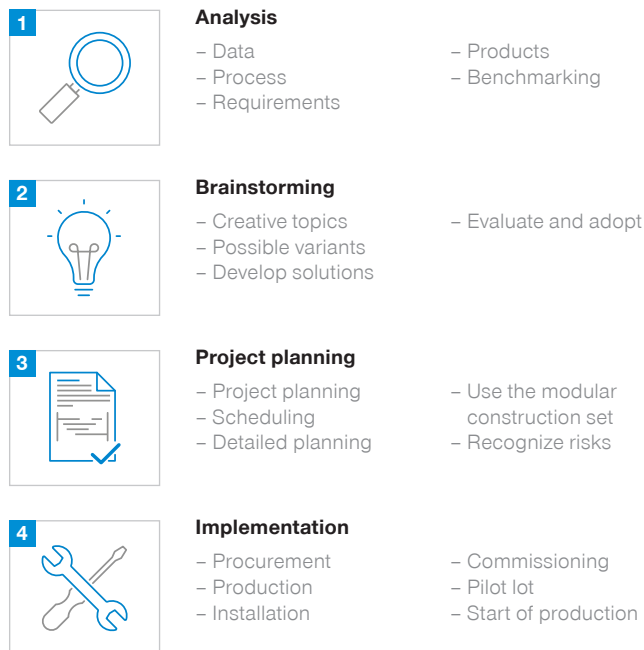 1
Analysis
– Data
– Process
– Requirements
– Products
– Benchmarking
2
Brainstorming
– Creative topics
– Possible variants
– Develop solutions
– Evaluate and adopt
3
Project planning
– Project planning
– Scheduling
– Detailed planning
– Use the modular
construction set
– Recognize risks
4
Implementation
– Procurement
– Production
– Installation
– Commissioning
– Pilot lot
– Start of production